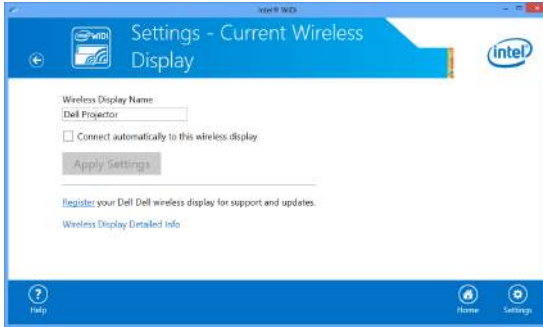 Intel® WiDi
Settings - Current Wireless
Display
intel WiDi
intel
Wireless Display Name
Dell Projector
Connect automatically to this wireless display
Apply Settings
Register your Dell Dell wireless display for support and updates.
Wireless Display Detailed Info
Help
Home
Settings